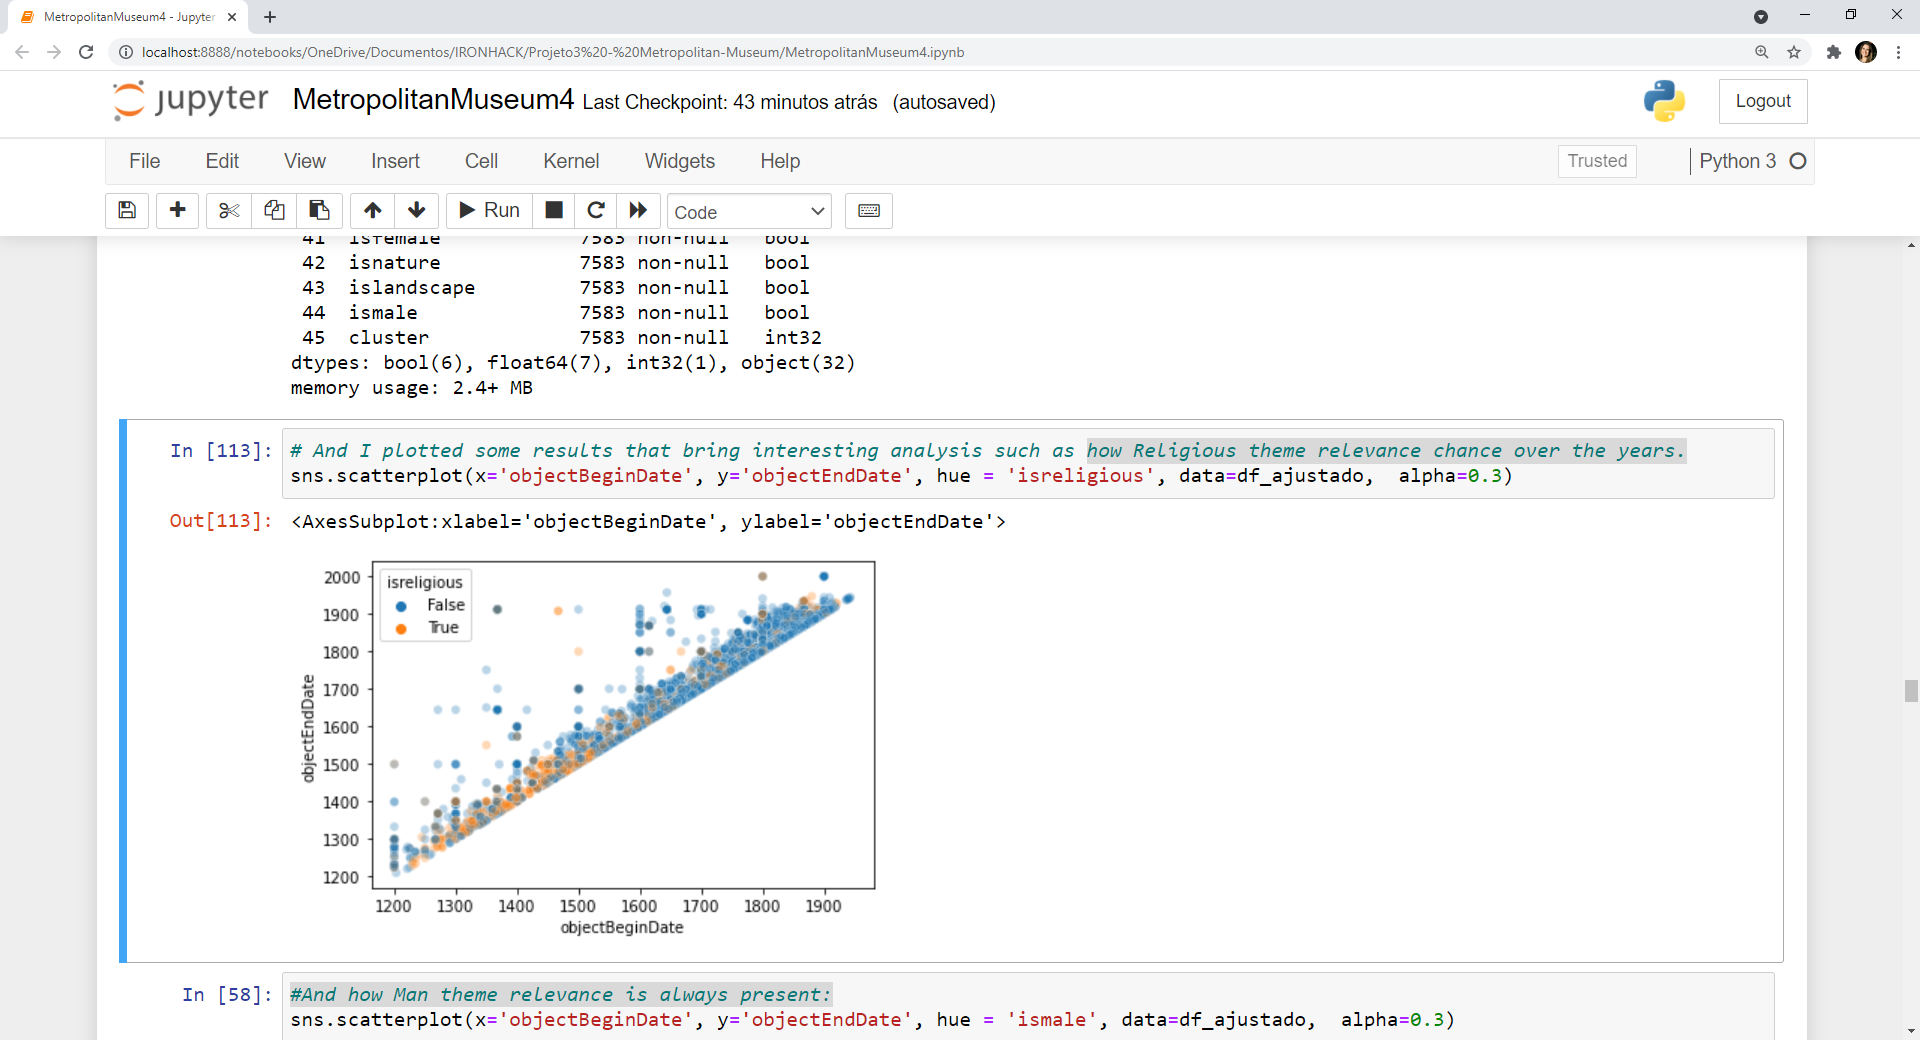 MetropolitanMuseum4 - Jupyter
localhost:8888/notebooks/OneDrive/Documentos/IRONHACK/Projeto3%20-%20Metropolitan-Museum/MetropolitanMuseum4.ipynb
jupyter MetropolitanMuseum4 Last Checkpoint: 43 minutos atrás (autosaved)
Logout
File Edit View Insert Cell Kernel Widgets Help
Trusted
Python 3
Run
Code
41 isfemale 7583 non-null bool
42 isnature 7583 non-null bool
43 islandscape 7583 non-null bool
44 ismale 7583 non-null bool
45 cluster 7583 non-null int32
dtypes: bool(6), float64(7), int32(1), object(32)
memory usage: 2.4+ MB
In [113]: # And I plotted some results that bring interesting analysis such as how Religious theme relevance chance over the years.
sns.scatterplot(x='objectBeginDate', y='objectEndDate', hue = 'isreligious', data=df_ajustado,  alpha=0.3)
Out[113]: <AxesSubplot:xlabel='objectBeginDate', ylabel='objectEndDate'>
isreligious
False
True
objectEndDate
2000
1900
1800
1700
1600
1500
1400
1300
1200
1200 1300 1400 1500 1600 1700 1800 1900
objectBeginDate
In [58]: #And how Man theme relevance is always present:
sns.scatterplot(x='objectBeginDate', y='objectEndDate', hue = 'ismale', data=df_ajustado,  alpha=0.3)